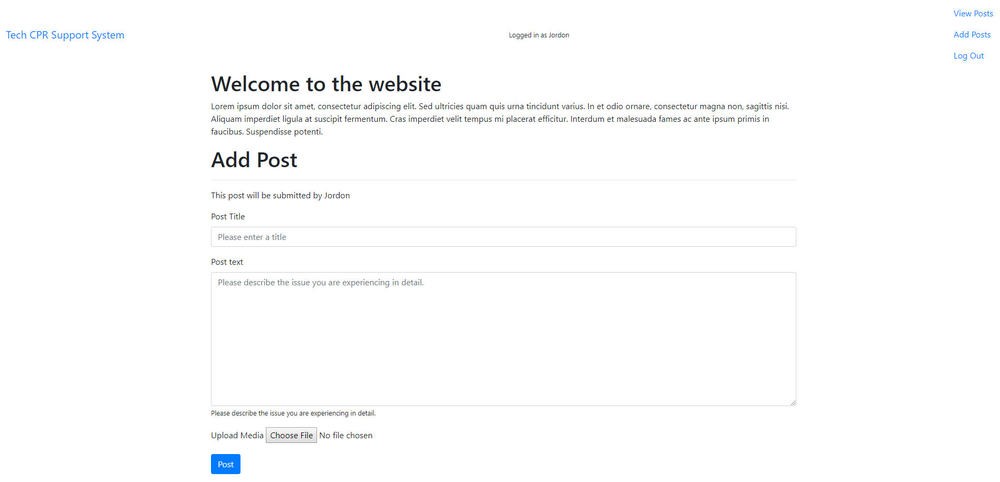 View Posts
Tech CPR Support System
Logged in as Jordon
Add Posts
Log Out
Welcome to the website
Lorem ipsum dolor sit amet, consectetur adipiscing elit. Sed ultricies quam quis urna tincidunt varius. In et odio ornare, consectetur magna non, sagittis nisi.
Aliquam imperdiet ligula at suscipit fermentum. Cras imperdiet velit tempus mi placerat efficitur. Interdum et malesuada fames ac ante ipsum primis in
faucibus. Suspendisse potenti.
Add Post
This post will be submitted by Jordon
Post Title
Please enter a title
Post text
Please describe the issue you are experiencing in detail.
Please describe the issue you are experiencing in detail.
Upload Media Choose File No file chosen
Post